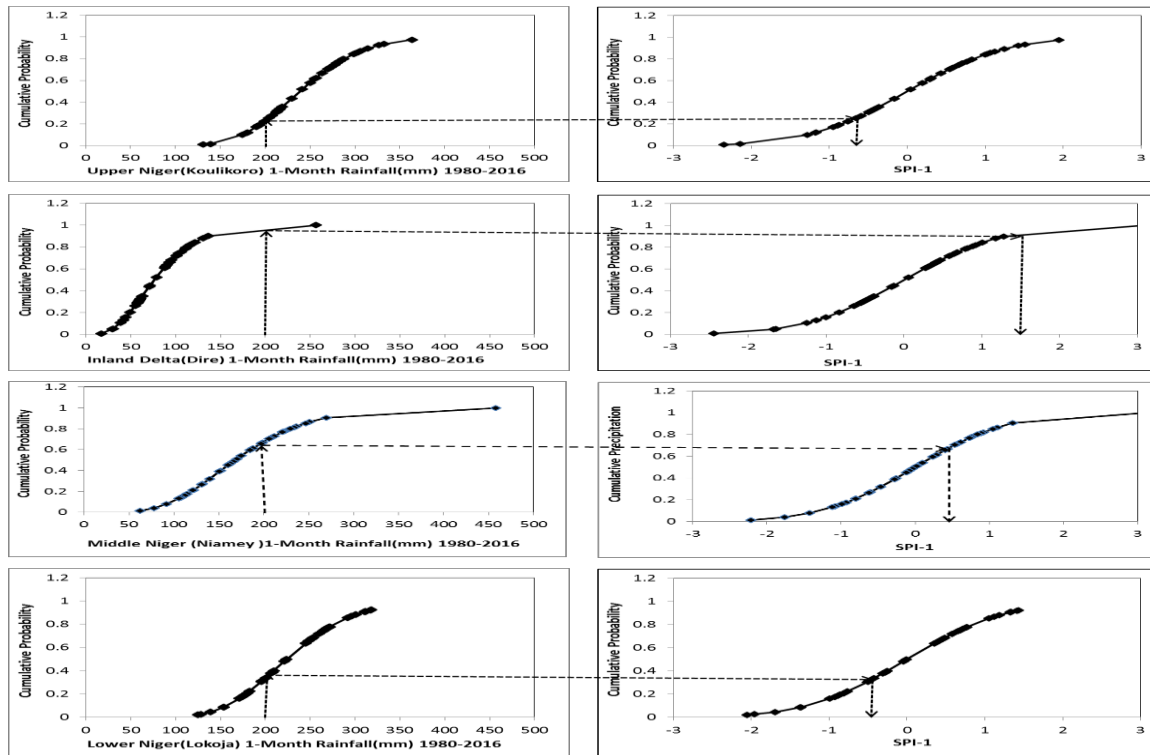 Cumulative Probability
1.2
1
0.8
0.6
0.4
0.2
0
0 50 100 150 200 250 300 350 400 450 500
Upper Niger(Koulikoro) 1-Month Rainfall(mm) 1980-2016
Cumulative Probability
1.2
1
0.8
0.6
0.4
0.2
0
-3 -2 -1 0 1 2 3
SPI-1
Cumulative Probability
1.2
1
0.8
0.6
0.4
0.2
0
0 50 100 150 200 250 300 350 400 450 500
Inland Delta(Dire) 1-Month Rainfall(mm) 1980-2016
Cumulative Probability
1.2
1
0.8
0.6
0.4
0.2
0
-3 -2 -1 0 1 2 3
SPI-1
Cumulative Probability
1.2
1
0.8
0.6
0.4
0.2
0
0 50 100 150 200 250 300 350 400 450 500
Middle Niger (Niamey )1-Month Rainfall(mm) 1980-2016
Cumulative Precipitation
1.2
1
0.8
0.6
0.4
0.2
0
-3 -2 -1 0 1 2 3
SPI-1
Cumulative Probability
1.2
1
0.8
0.6
0.4
0.2
0
0 50 100 150 200 250 300 350 400 450 500
Lower Niger(Lokoja) 1-Month Rainfall(mm) 1980-2016
Cumulative Probability
1.2
1
0.8
0.6
0.4
0.2
0
-3 -2 -1 0 1 2 3
SPI-1